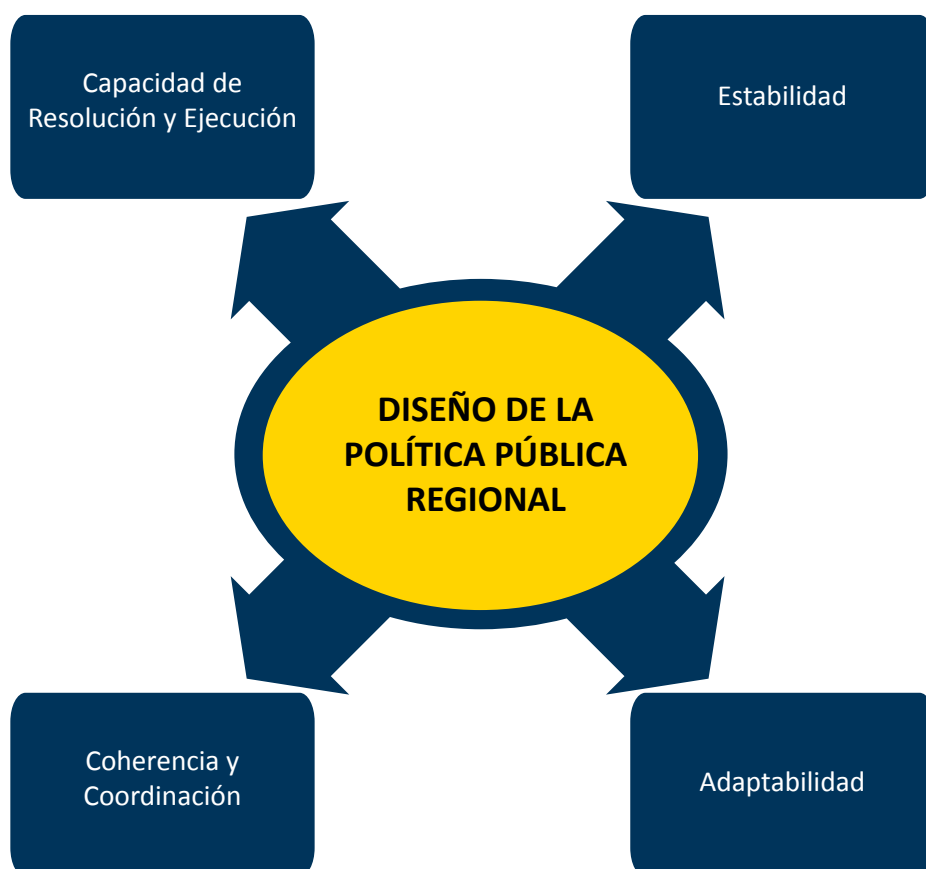 Capacidad de
Resolución y Ejecución
Estabilidad
DISEÑO DE LA
POLÍTICA PÚBLICA
REGIONAL
Coherencia y
Coordinación
Adaptabilidad